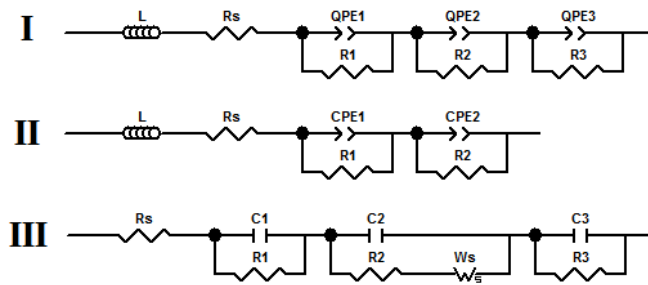 I L Rs QPE1 QPE2 QPE3
R1 R2 R3
II L Rs CPE1 CPE2
R1 R2
III Rs C1 C2 C3
R1 R2 Ws R3